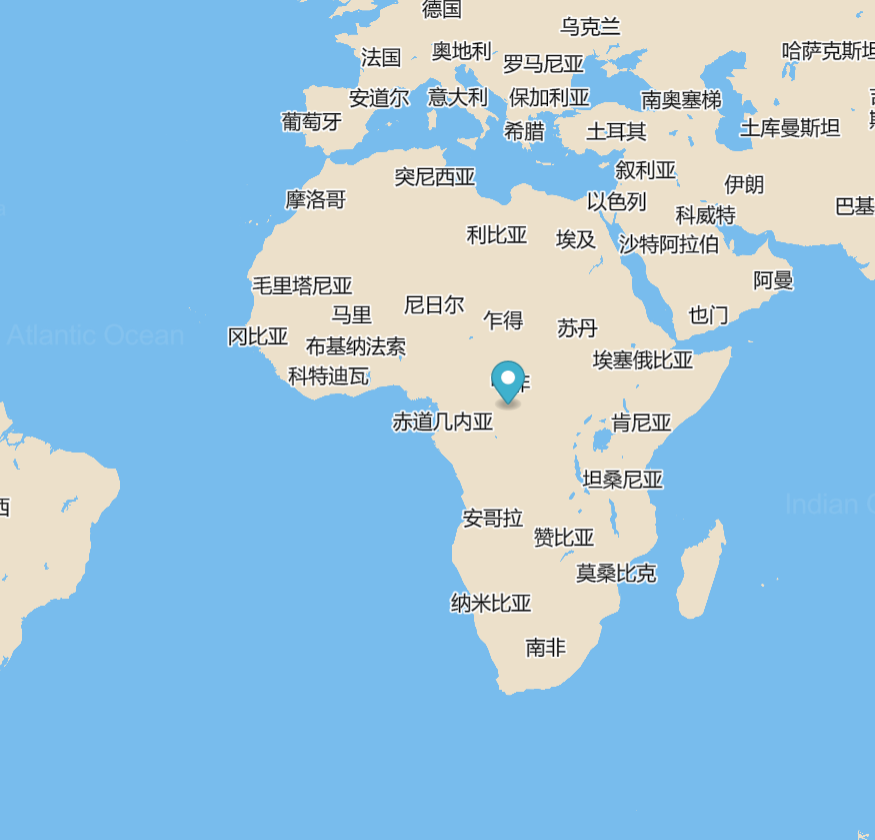 德国
乌克兰
哈萨克斯坦
法国
奥地利
罗马尼亚
安道尔
意大利
保加利亚
南奥塞梯
葡萄牙
希腊
土耳其
土库曼斯坦
突尼西亚
叙利亚
伊朗
摩洛哥
以色列
科威特
巴基
利比亚
埃及
沙特阿拉伯
毛里塔尼亚
阿曼
马里
尼日尔
乍得
苏丹
也门
Atlantic Ocean
冈比亚
布基纳法索
埃塞俄比亚
科特迪瓦
赤道几内亚
肯尼亚
坦桑尼亚
西
Indian
安哥拉
赞比亚
莫桑比克
纳米比亚
南非